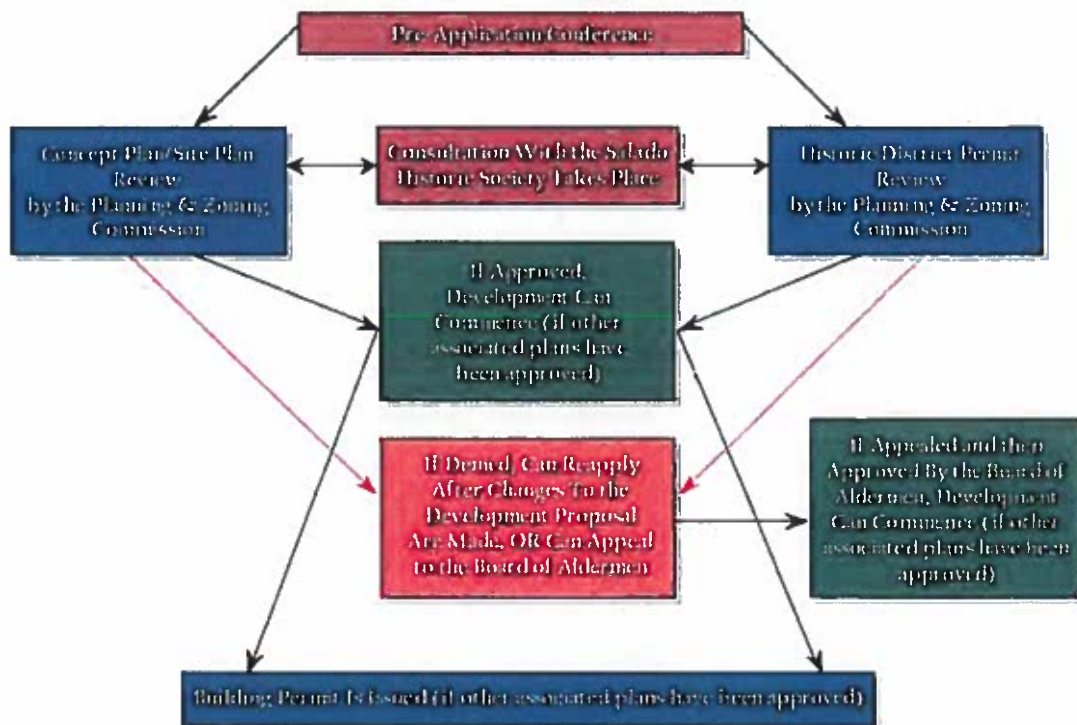 Pre-Application Conference
Concept Plan/Site Plan
Review
by the Planning & Zoning
Commission
Consultation With the Salado
Historic Society Takes Place
Historic District Permit
Review
by the Planning & Zoning
Commission
If Approved,
Development Can
Commence (if other
associated plans have
been approved)
If Denied, Can Reapply
After Changes To the
Development Proposal
Are Made, OR Can Appeal
to the Board of Aldermen
If Appealed and then
Approved By the Board of
Aldermen, Development
Can Commence (if other
associated plans have been
approved)
Building Permit Is Issued (if other associated plans have been approved)